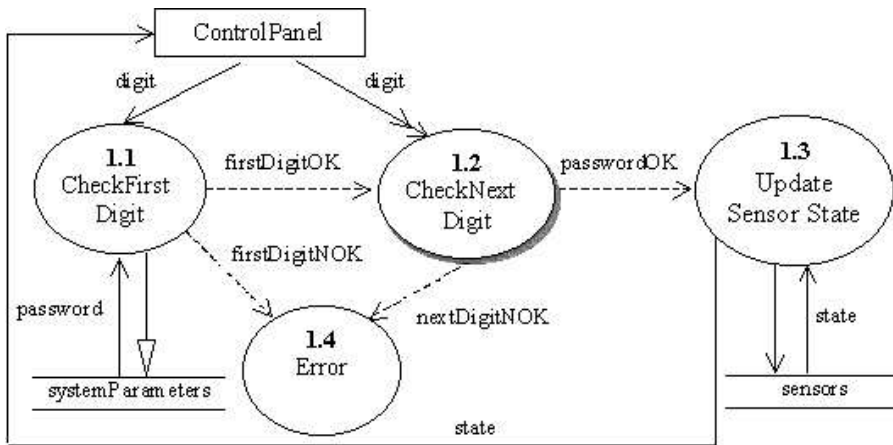 ControlPanel
digit
digit
1.1
CheckFirst
Digit
firstDigitOK
1.2
CheckNext
Digit
passwordOK
1.3
Update
Sensor State
firstDigitNOK
password
nextDigitNOK
state
1.4
Error
systemParameters
sensors
state